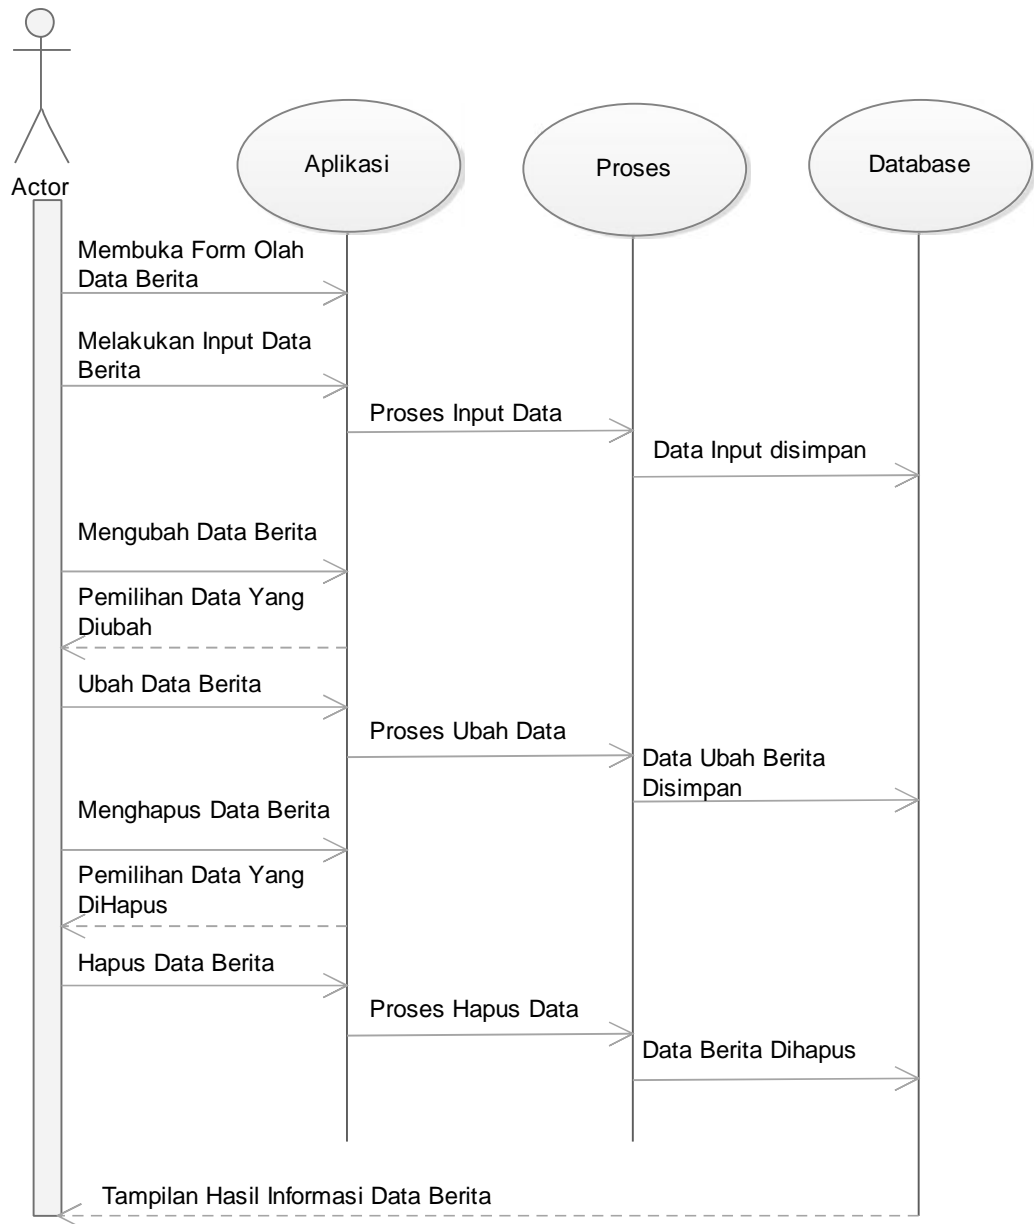 Actor
Aplikasi
Proses
Database
Membuka Form Olah
Data Berita
Melakukan Input Data
Berita
Proses Input Data
Data Input disimpan
Mengubah Data Berita
Pemilihan Data Yang
Diubah
Ubah Data Berita
Proses Ubah Data
Data Ubah Berita
Disimpan
Menghapus Data Berita
Pemilihan Data Yang
DiHapus
Hapus Data Berita
Proses Hapus Data
Data Berita Dihapus
Tampilan Hasil Informasi Data Berita